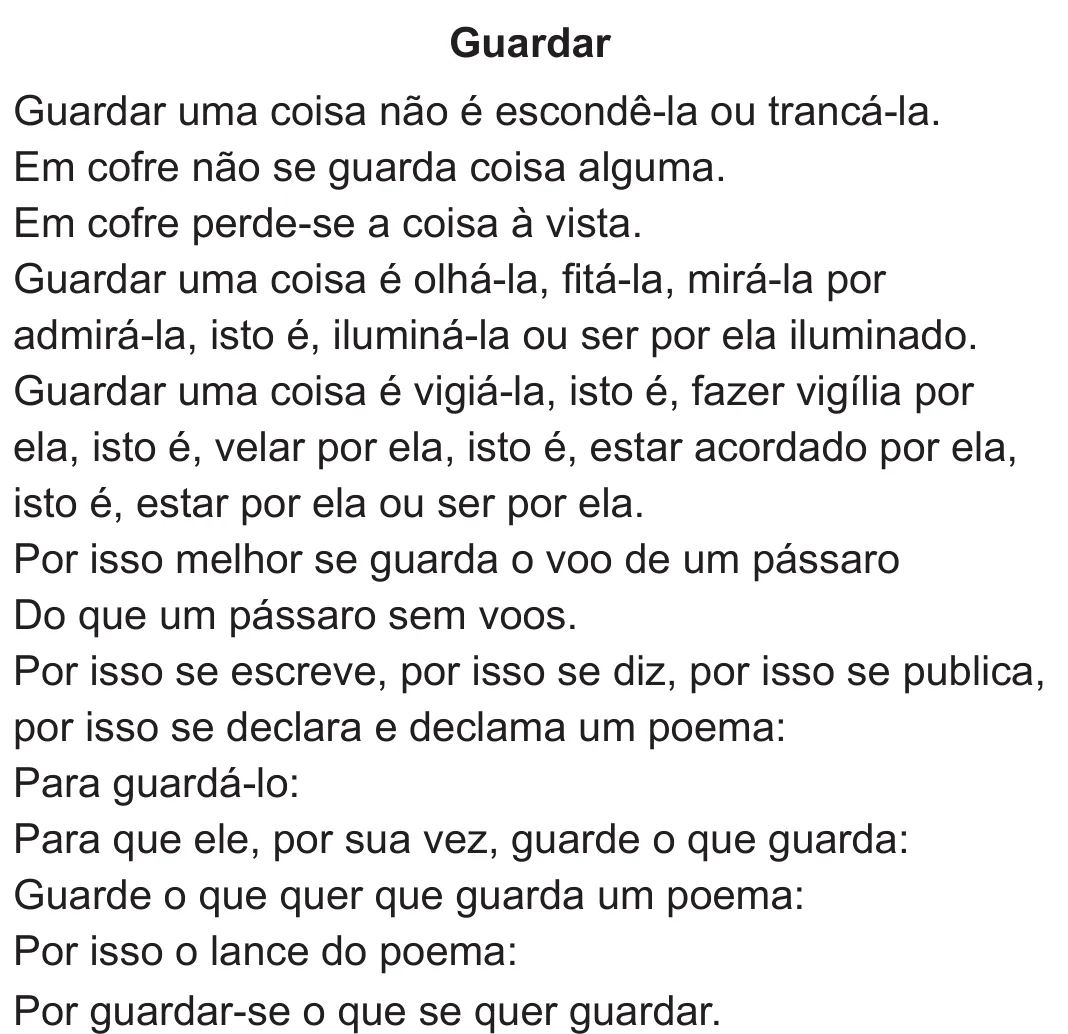 Guardar
Guardar uma coisa não é escondê-la ou trancá-la.
Em cofre não se guarda coisa alguma.
Em cofre perde-se a coisa à vista.
Guardar uma coisa é olhá-la, fitá-la, mirá-la por
admirá-la, isto é, iluminá-la ou ser por ela iluminado.
Guardar uma coisa é vigiá-la, isto é, fazer vigília por
ela, isto é, velar por ela, isto é, estar acordado por ela,
isto é, estar por ela ou ser por ela.
Por isso melhor se guarda o voo de um pássaro
Do que um pássaro sem voos.
Por isso se escreve, por isso se diz, por isso se publica,
por isso se declara e declama um poema:
Para guardá-lo:
Para que ele, por sua vez, guarde o que guarda:
Guarde o que quer que guarda um poema:
Por isso o lance do poema:
Por guardar-se o que se quer guardar.